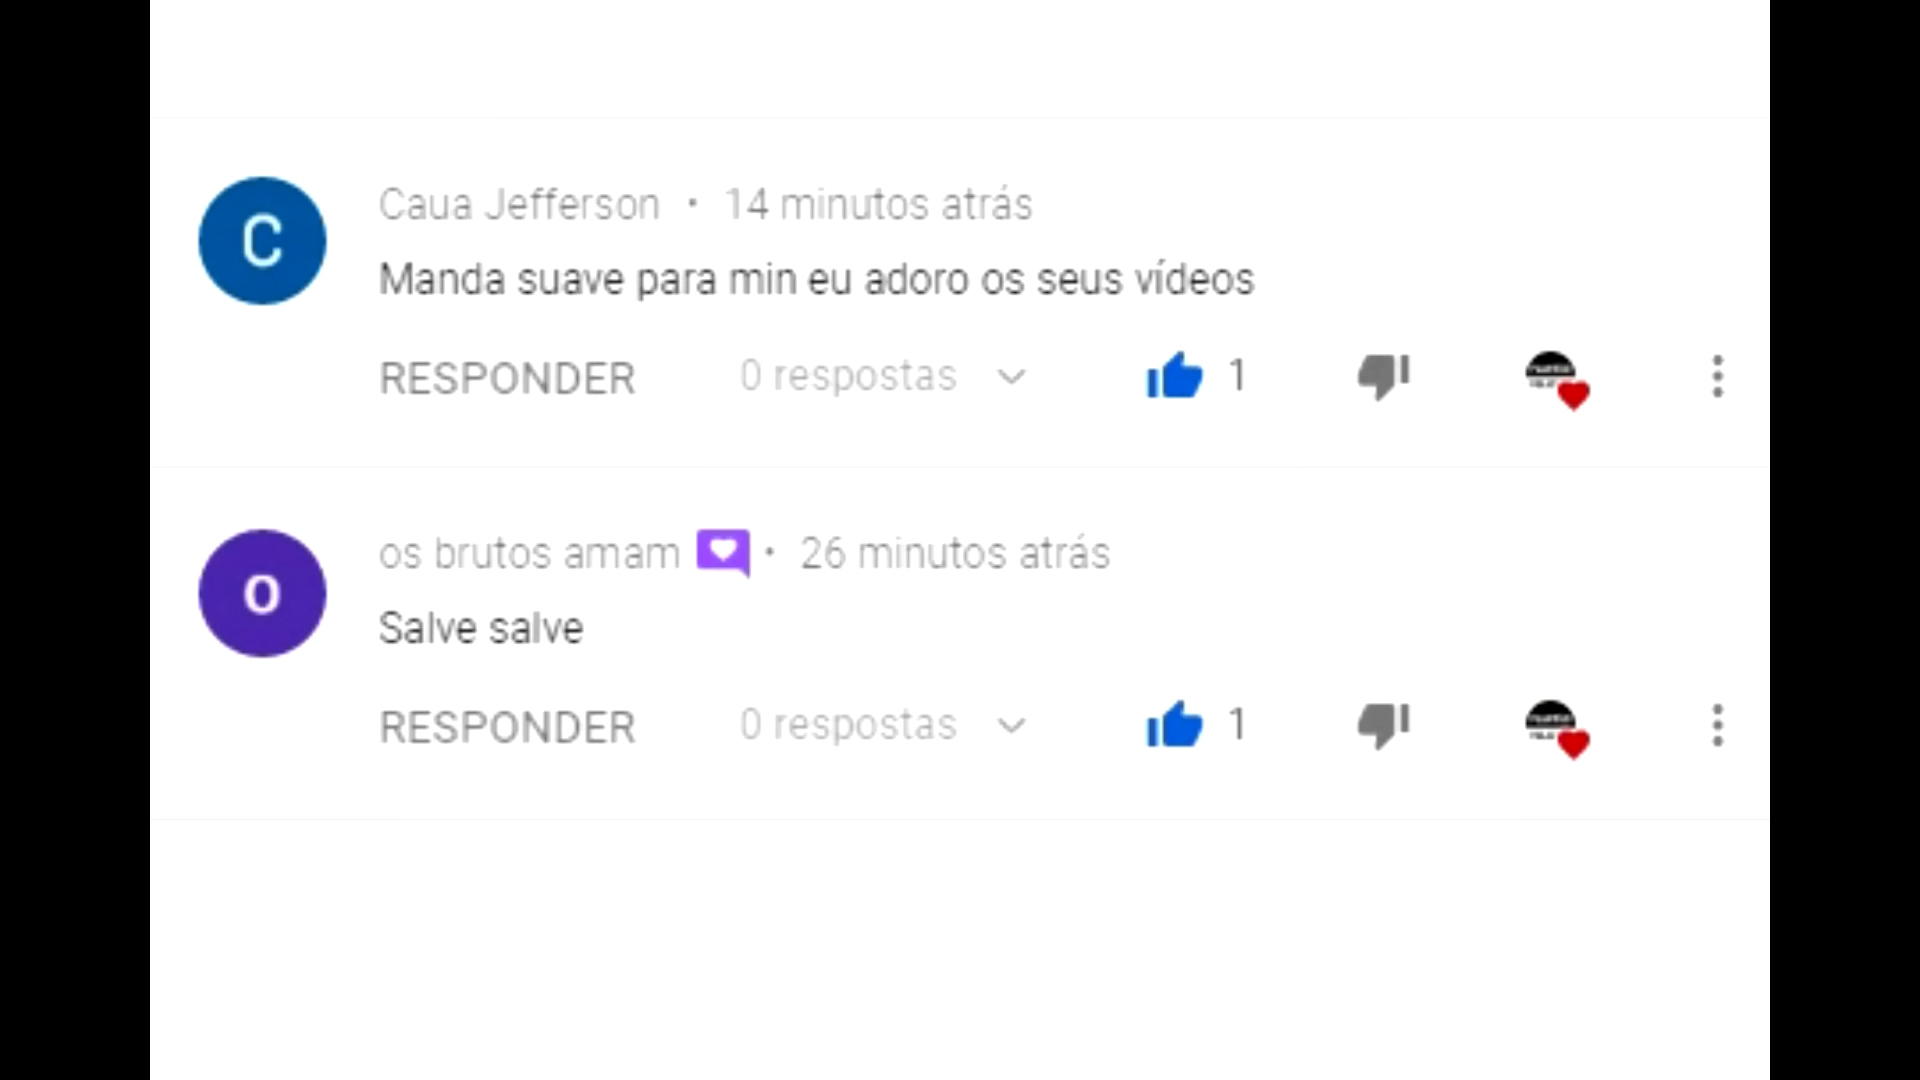 C
Caua Jefferson • 14 minutos atrás
Manda suave para min eu adoro os seus vídeos
RESPONDER 0 respostas 1
o
os brutos amam • 26 minutos atrás
Salve salve
RESPONDER 0 respostas 1